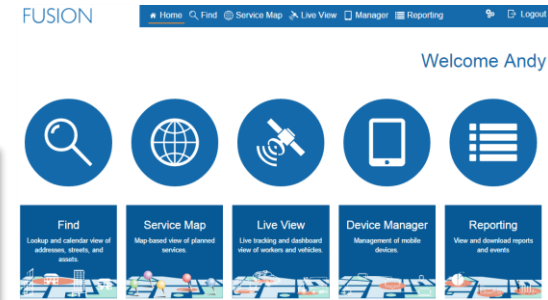 FUSION
Home Find Service Map Live View Manager Reporting Logout
Welcome Andy
Find
Lookup and calendar view of
addresses, streets, and
assets.
Service Map
Map-based view of planned
services.
Live View
Live tracking and dashboard
view of workers and vehicles.
Device Manager
Management of mobile
devices.
Reporting
View and download reports
and events